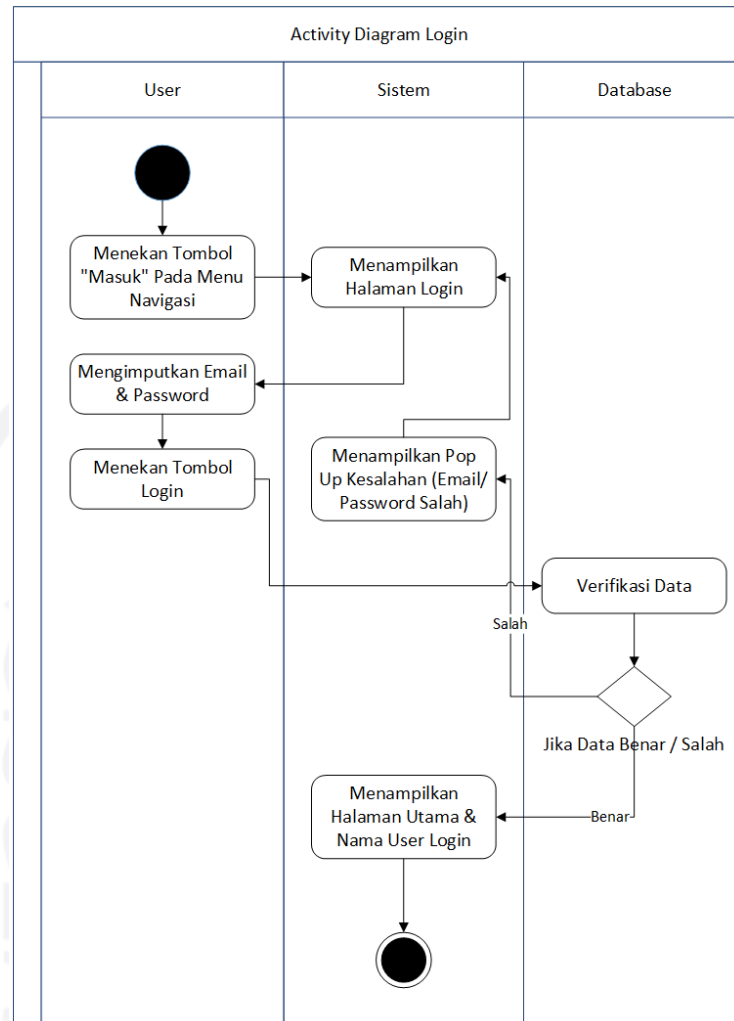 Activity Diagram Login
User
Sistem
Database
Menekan Tombol
"Masuk" Pada Menu
Navigasi
Menampilkan
Halaman Login
Mengimputkan Email
& Password
Menekan Tombol
Login
Menampilkan Pop
Up Kesalahan (Email/
Password Salah)
Verifikasi Data
Salah
Jika Data Benar / Salah
Menampilkan
Halaman Utama &
Nama User Login
Benar